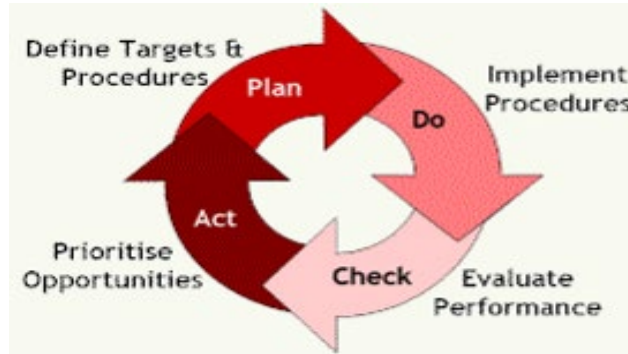 Define Targets &
Procedures
Plan
Do
Implement
Procedures
Check
Evaluate
Performance
Act
Prioritise
Opportunities